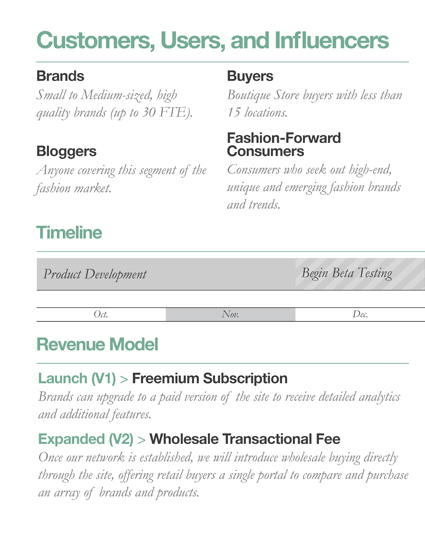 Customers, Users, and Influencers
Brands
Small to Medium-sized, high
quality brands (up to 30 FTE).
Buyers
Boutique Store buyers with less than
15 locations.
Bloggers
Anyone covering this segment of the
fashion market.
Fashion-Forward
Consumers
Consumers who seek out high-end,
unique and emerging fashion brands
and trends.
Timeline
Product Development
Begin Beta Testing
Oct.
Nov.
Dec.
Revenue Model
Launch (V1) > Freemium Subscription
Brands can upgrade to a paid version of the site to receive detailed analytics
and additional features.
Expanded (V2) > Wholesale Transactional Fee
Once our network is established, we will introduce wholesale buying directly
through the site, offering retail buyers a single portal to compare and purchase
an array of brands and products.